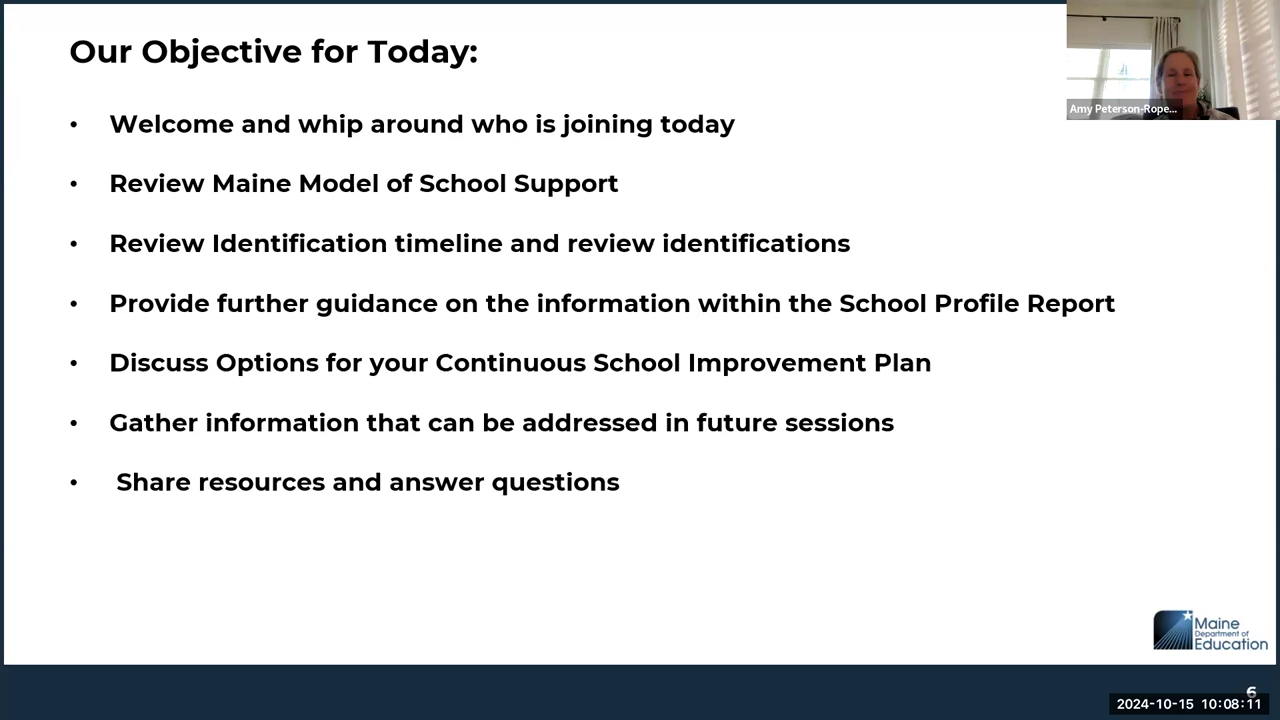 Our Objective for Today:
Amy Peterson-Rope...
• Welcome and whip around who is joining today
• Review Maine Model of School Support
• Review Identification timeline and review identifications
• Provide further guidance on the information within the School Profile Report
• Discuss Options for your Continuous School Improvement Plan
• Gather information that can be addressed in future sessions
• Share resources and answer questions
Maine
Department of
Education
6
2024-10-15 10:08:11